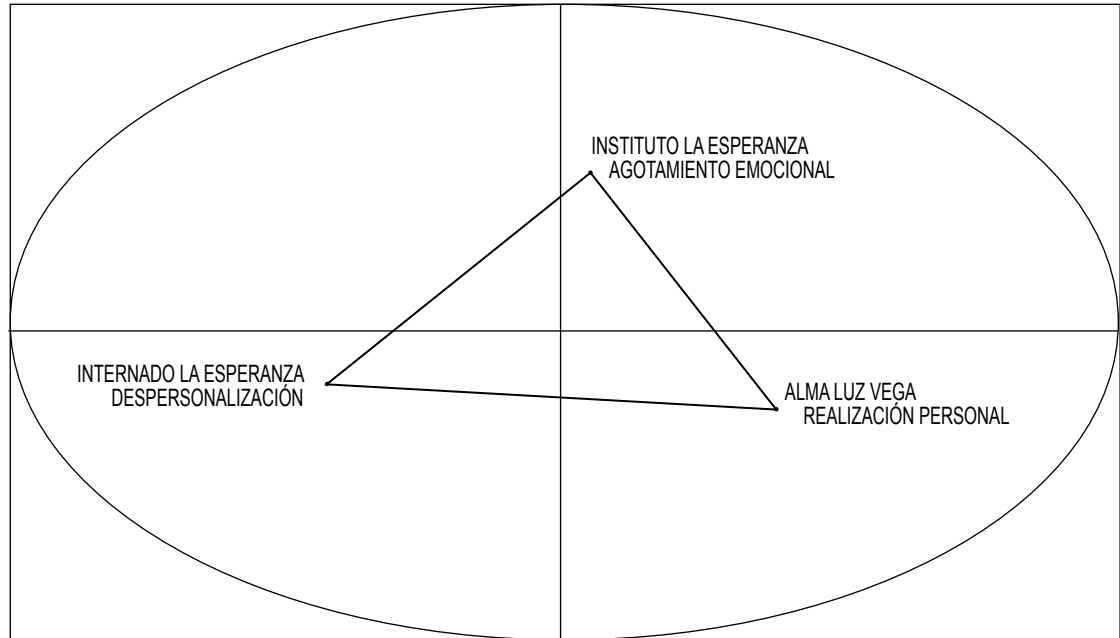 INSTITUTO LA ESPERANZA
AGOTAMIENTO EMOCIONAL
INTERNADO LA ESPERANZA
DESPERSONALIZACIÓN
ALMA LUZ VEGA
REALIZACIÓN PERSONAL